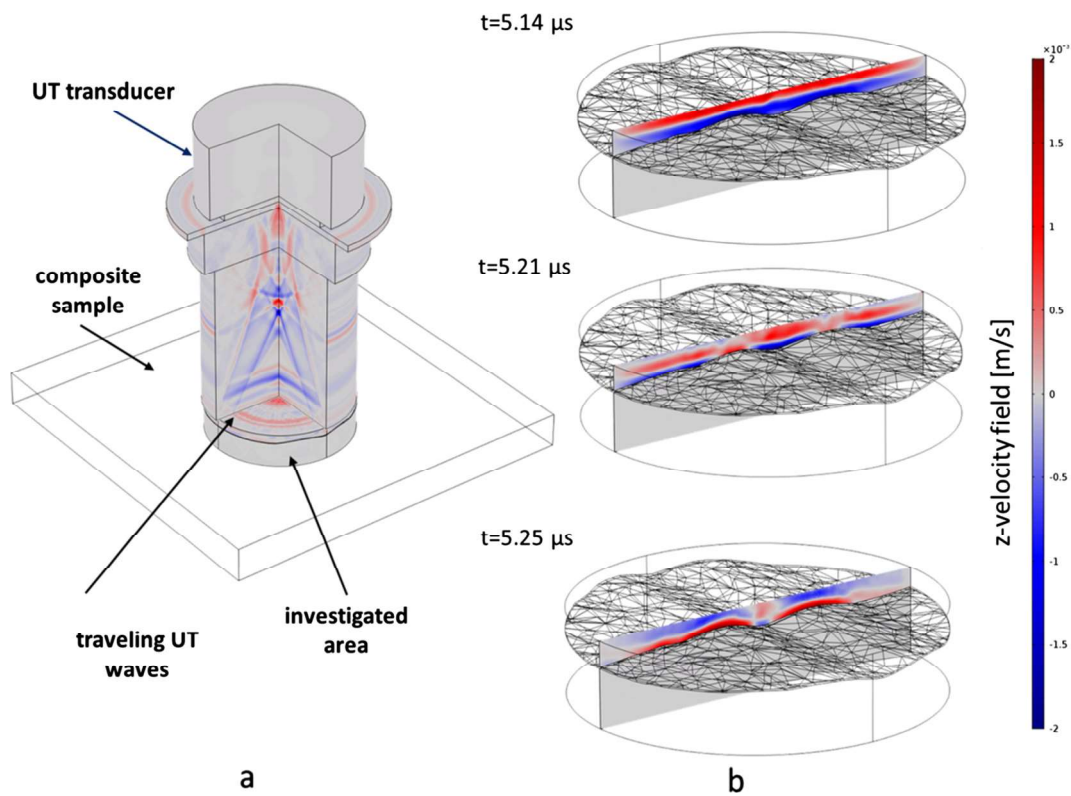 t=5.14 µs
UT transducer
composite
sample
traveling UT
waves
investigated
area
a
t=5.21 µs
t=5.25 µs
b
×10⁻³
2
1.5
1
0.5
0
-0.5
-1
-1.5
-2
z-velocity field [m/s]